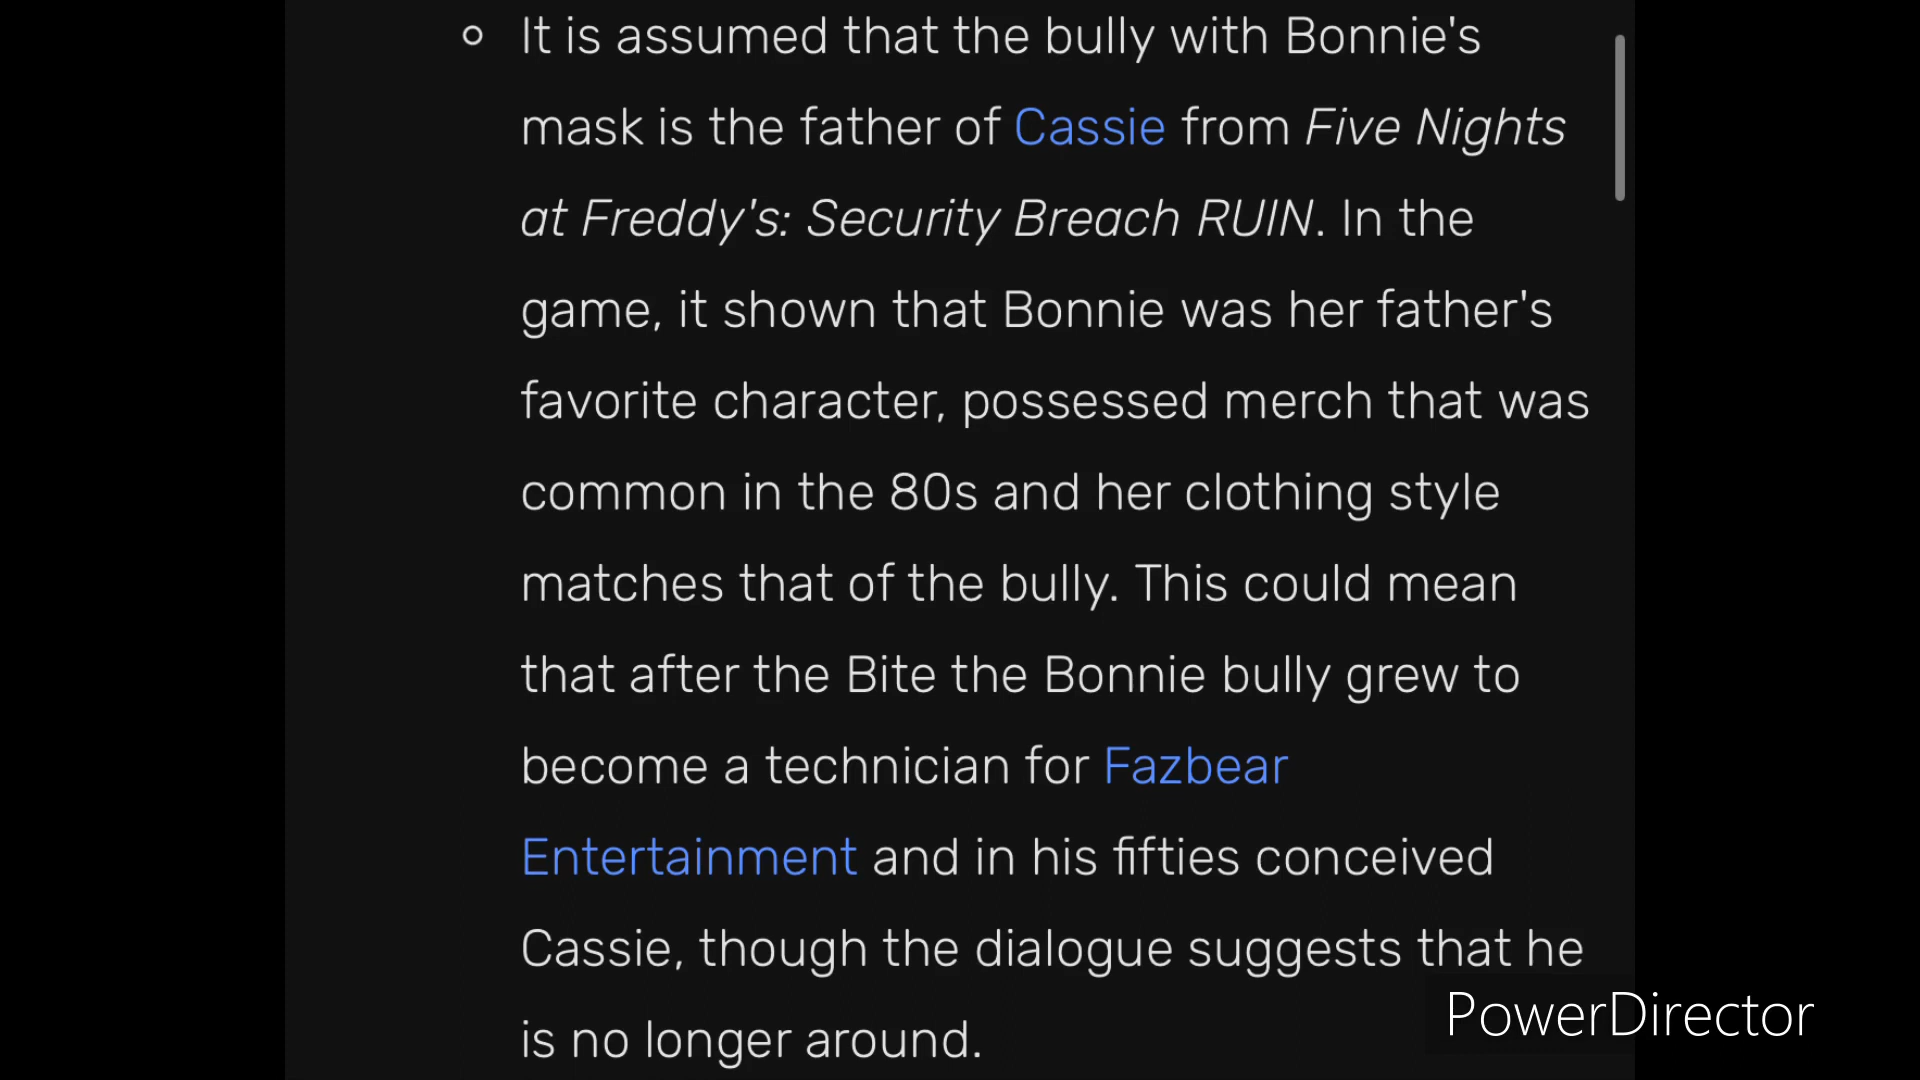 It is assumed that the bully with Bonnie's
mask is the father of Cassie from Five Nights
at Freddy's: Security Breach RUIN. In the
game, it shown that Bonnie was her father's
favorite character, possessed merch that was
common in the 80s and her clothing style
matches that of the bully. This could mean
that after the Bite the Bonnie bully grew to
become a technician for Fazbear
Entertainment and in his fifties conceived
Cassie, though the dialogue suggests that he
is no longer around.
PowerDirector